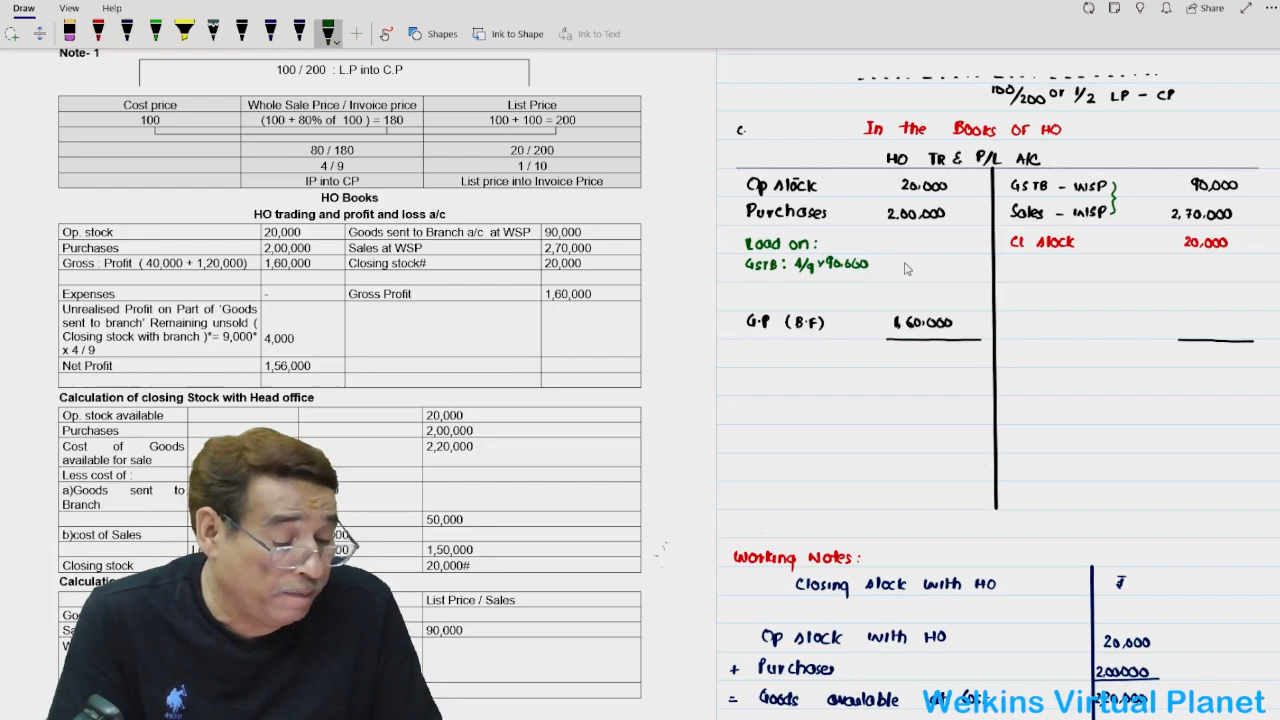 Draw View Help
Share
Shapes Ink to Shape Ink to Text
Note- 1
100 / 200 : L.P into C.P
Cost price Whole Sale Price / Invoice price List Price
100 (100 + 80% of 100 ) = 180 100 + 100 = 200
80 / 180 20 / 200
4 / 9 1 / 10
IP into CP List price into Invoice Price
HO Books
HO trading and profit and loss a/c
Op. stock 20,000 Goods sent to Branch a/c at WSP 90,000
Purchases 2,00,000 Sales at WSP 2,70,000
Gross : Profit ( 40,000 + 1,20,000) 1,60,000 Closing stock# 20,000
Expenses - Gross Profit 1,60,000
Unrealised Profit on Part of 'Goods
sent to branch' Remaining unsold (
Closing stock with branch )*= 9,000*
x 4 / 9 4,000
Net Profit 1,56,000
Calculation of closing Stock with Head office
Op. stock available 20,000
Purchases 2,00,000
Cost of Goods
available for sale 2,20,000
Less cost of :
a)Goods sent to
Branch
50,000
b)cost of Sales
1,50,000
Closing stock 20,000#
List Price / Sales
90,000
100/200 or 1/2 LP - CP
c. In the Books OF HO
HO TR & P/L A/C
Op stock 20,000 GSTB - WSP 90,000
Purchases 2,00,000 Sales - WSP 2,70,000
Load on : Cl stock 20,000
GSTB : 4/9 x 90,000
G.P (B.F) 1,60,000
Working Notes :
Closing stock with HO ₹
Op stock with HO 20,000
+ Purchases 200000
= Goods available at
Welkins Virtual Planet